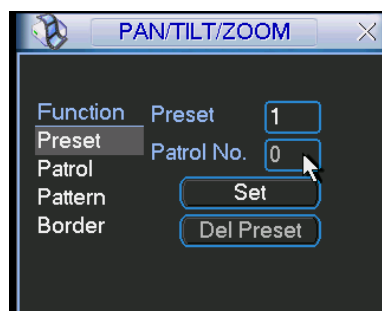 PAN/TILT/ZOOM
Function
Preset
Patrol
Pattern
Border
Preset 1
Patrol No. 0
Set
Del Preset